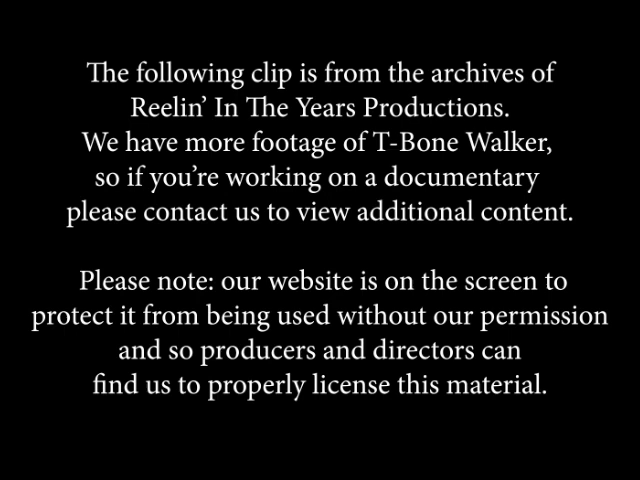 The following clip is from the archives of
Reelin’ In The Years Productions.
We have more footage of T-Bone Walker,
so if you’re working on a documentary
please contact us to view additional content.
Please note: our website is on the screen to
protect it from being used without our permission
and so producers and directors can
find us to properly license this material.